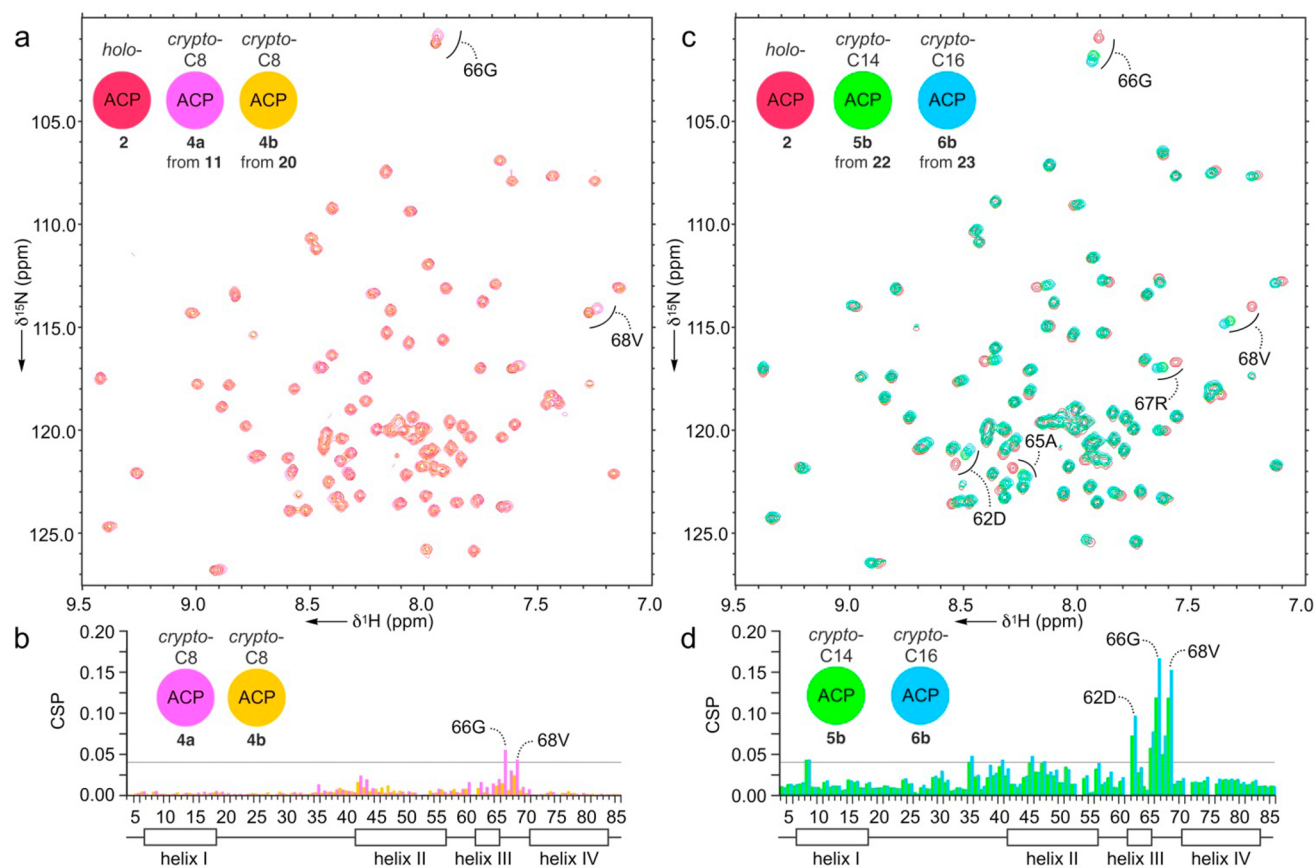 a
holo-
crypto-
C8
crypto-
C8
ACP
ACP
ACP
2
4a
from 11
4b
from 20
66G
68V
105.0
110.0
115.0
120.0
125.0
δ15N (ppm)
9.5 9.0 8.5 8.0 7.5 7.0
δ1H (ppm)
c
holo-
crypto-
C14
crypto-
C16
ACP
ACP
ACP
2
5b
from 22
6b
from 23
66G
68V
67R
65A
62D
105.0
110.0
115.0
120.0
125.0
δ15N (ppm)
9.5 9.0 8.5 8.0 7.5 7.0
δ1H (ppm)
b
crypto-
C8
crypto-
C8
ACP
ACP
4a
4b
66G
68V
CSP
0.20
0.15
0.10
0.05
0.00
5 10 15 20 25 30 35 40 45 50 55 60 65 70 75 80 85
helix I
helix II
helix III
helix IV
d
crypto-
C14
crypto-
C16
ACP
ACP
5b
6b
66G
68V
62D
CSP
0.20
0.15
0.10
0.05
0.00
5 10 15 20 25 30 35 40 45 50 55 60 65 70 75 80 85
helix I
helix II
helix III
helix IV